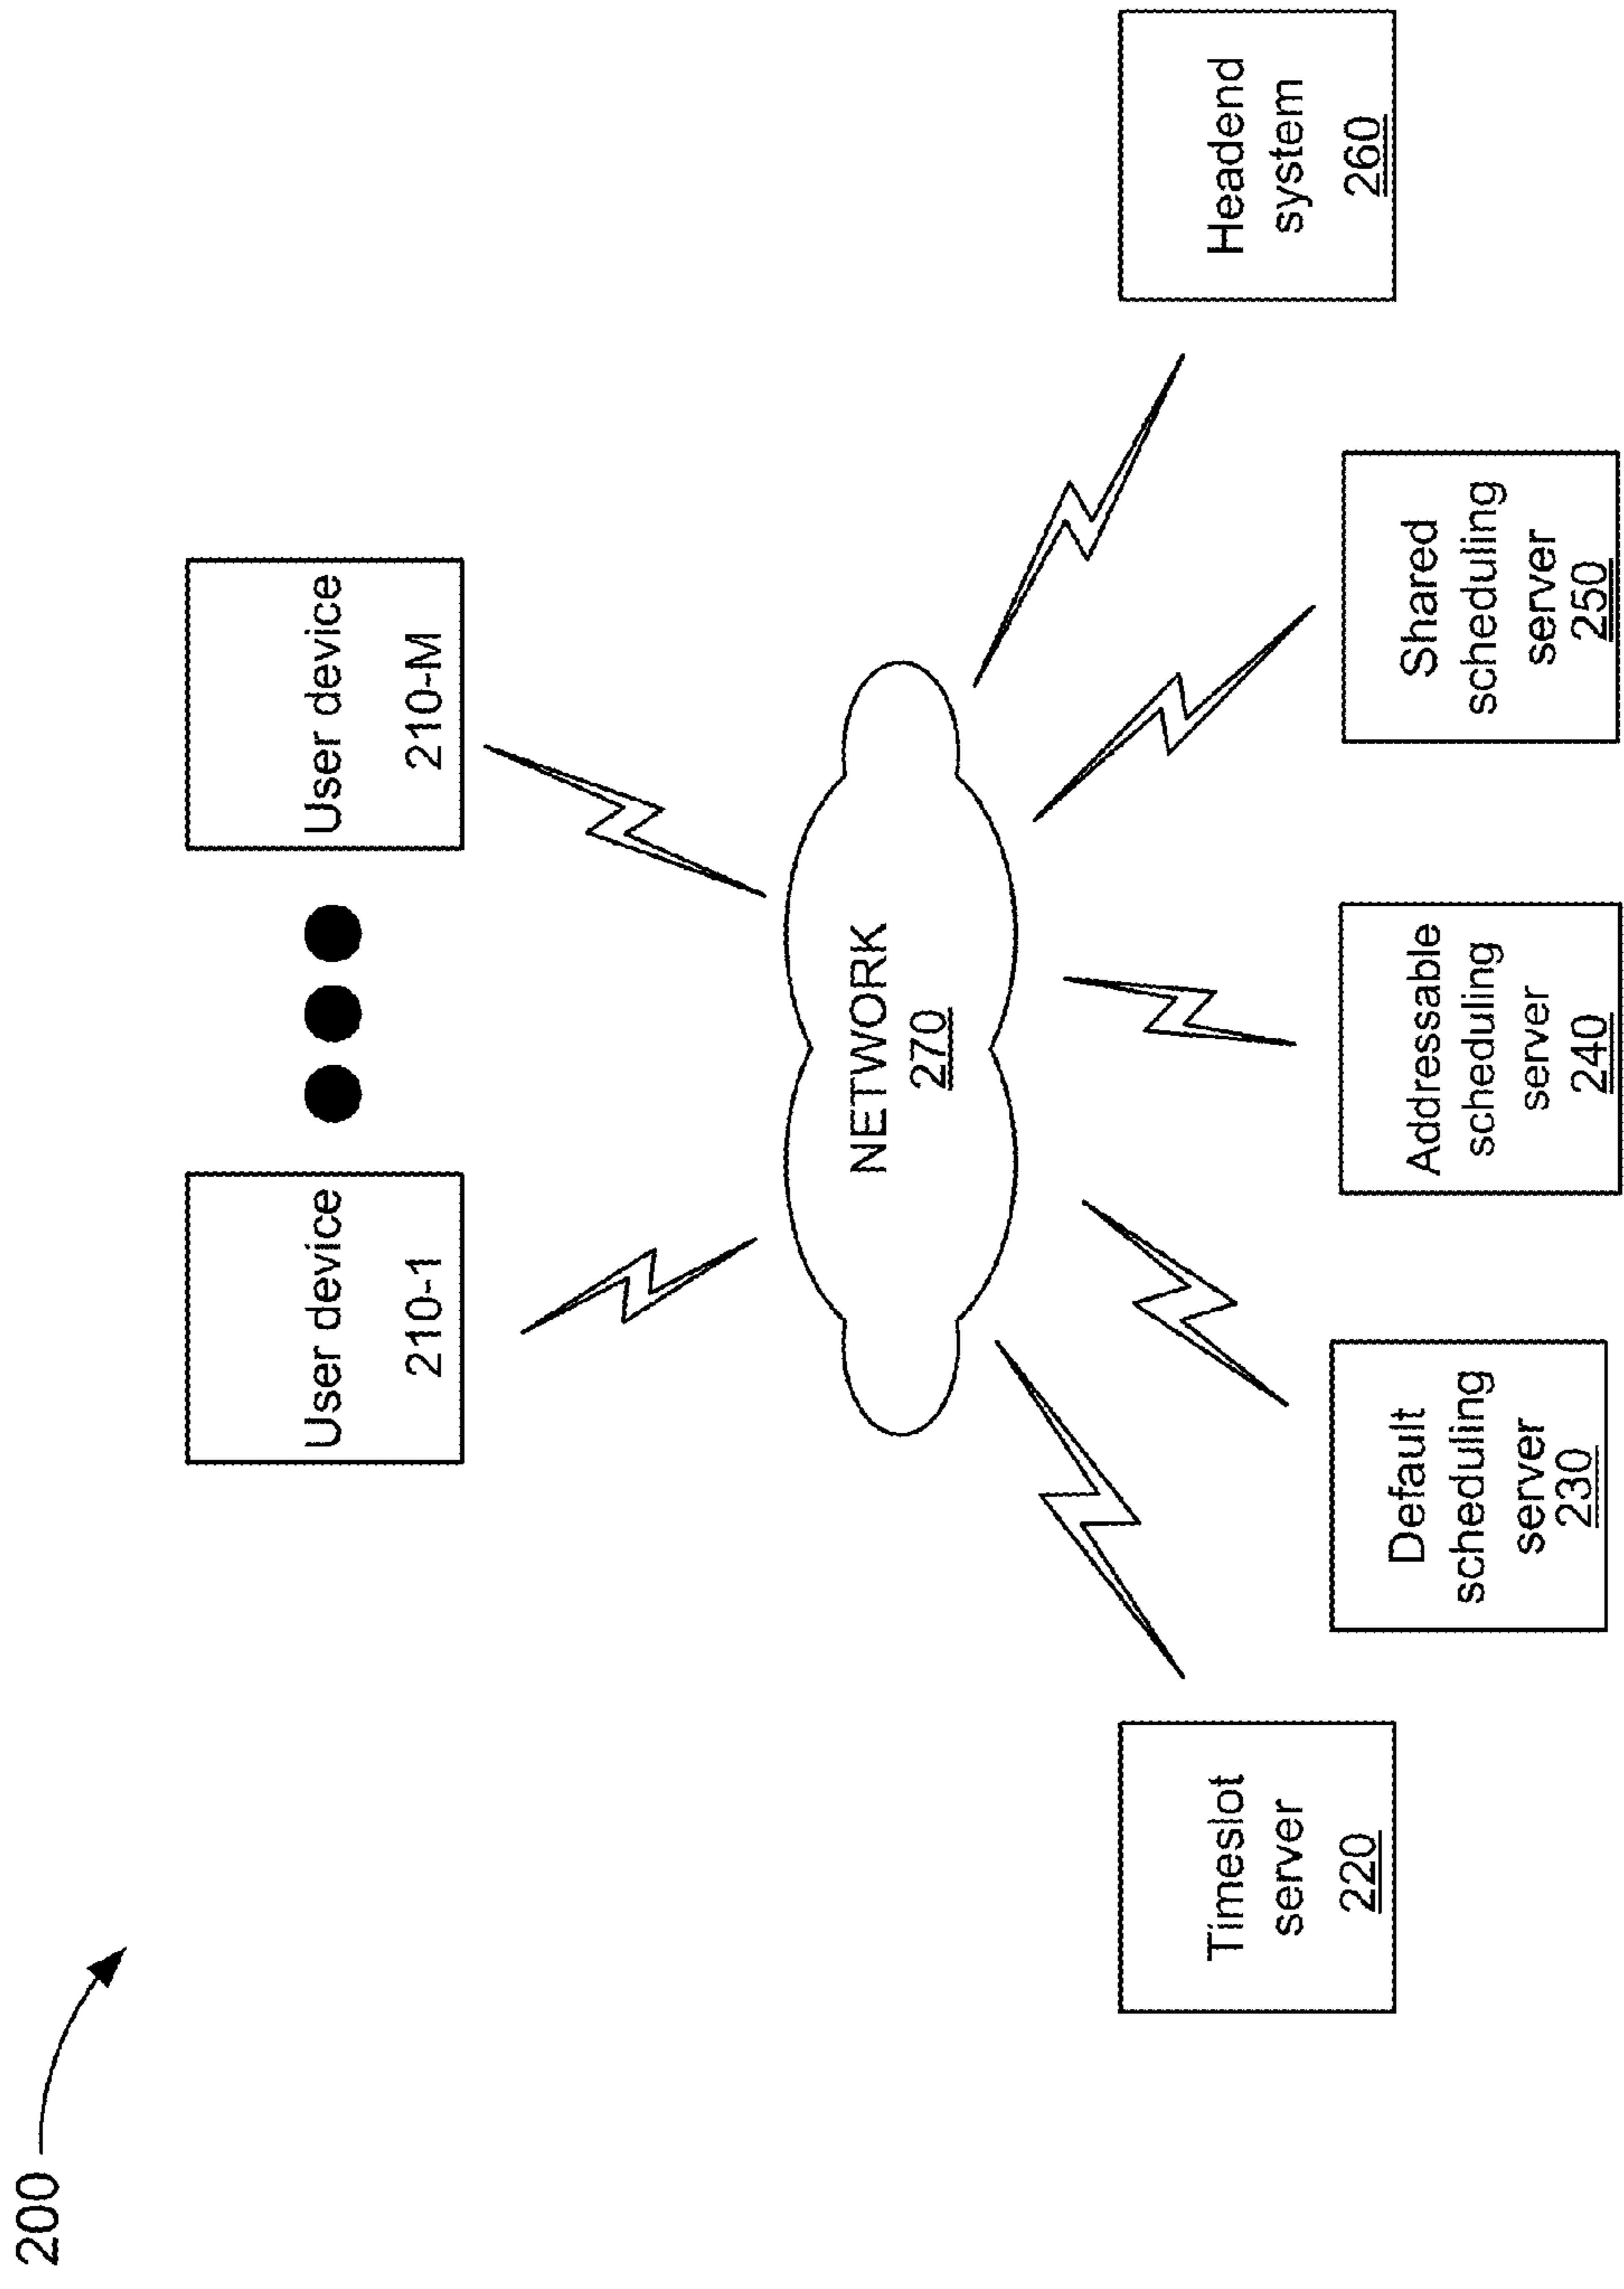 200
User device
210-1
User device
210-M
NETWORK
270
Timeslot
server
220
Default
scheduling
server
230
Addressable
scheduling
server
240
Shared
scheduling
server
250
Headend
system
260